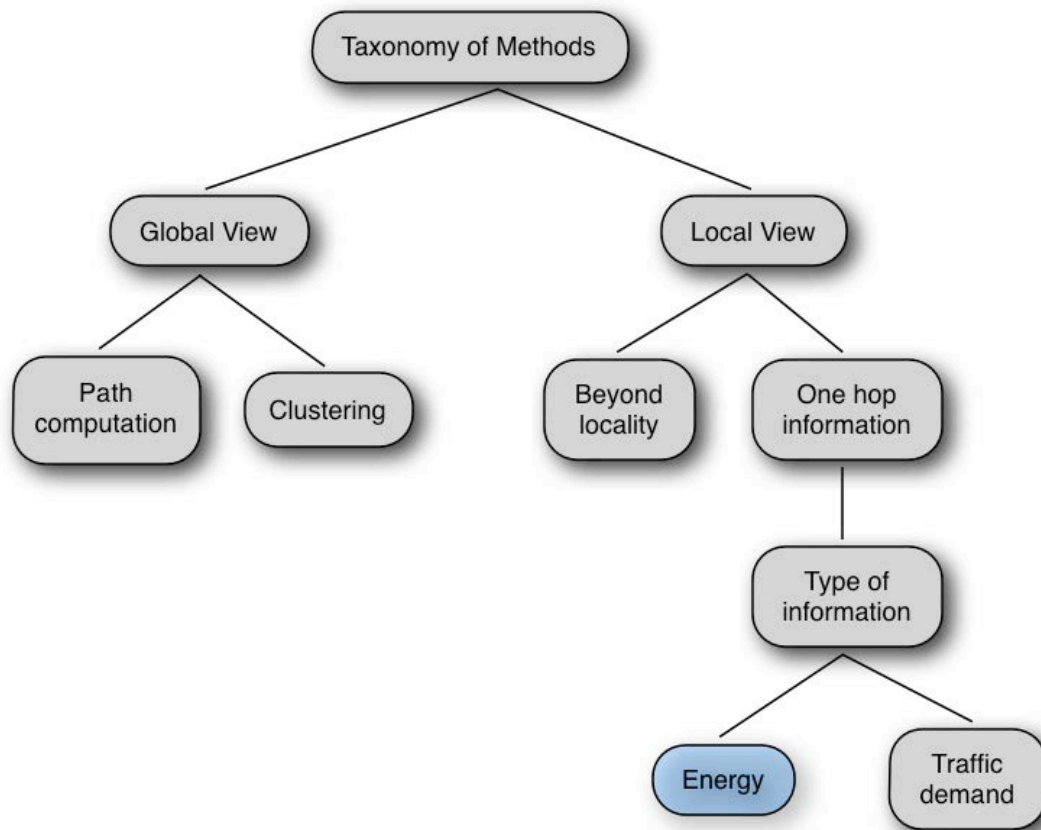 Taxonomy of Methods
Global View
Local View
Path
computation
Clustering
Beyond
locality
One hop
information
Type of
information
Energy
Traffic
demand